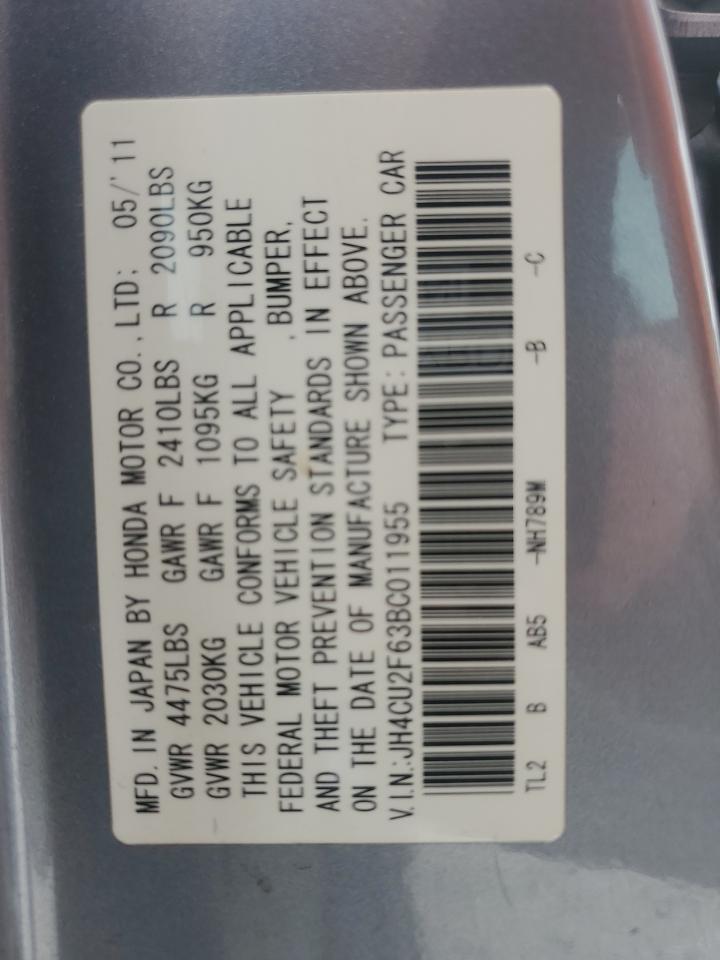 MFD. IN JAPAN BY HONDA MOTOR CO., LTD: 05/'11
GVWR 4475LBS GAWR F 2410LBS R 2090LBS
GVWR 2030KG GAWR F 1095KG R 950KG
THIS VEHICLE CONFORMS TO ALL APPLICABLE
FEDERAL MOTOR VEHICLE SAFETY , BUMPER,
AND THEFT PREVENTION STANDARDS IN EFFECT
ON THE DATE OF MANUFACTURE SHOWN ABOVE.
V.I.N.:JH4CU2F63BC011955 TYPE:PASSENGER CAR
TL2 B AB5 -NH789M -B -C